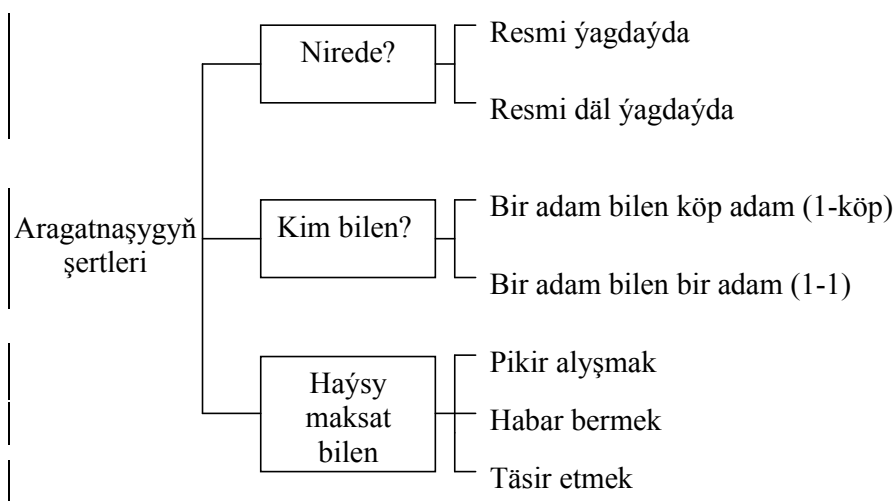 Aragatnaşygyň
şertleri
Nirede?
Resmi ýagdaýda
Resmi däl ýagdaýda
Kim bilen?
Bir adam bilen köp adam (1-köp)
Bir adam bilen bir adam (1-1)
Haýsy
maksat
bilen
Pikir alyşmak
Habar bermek
Täsir etmek